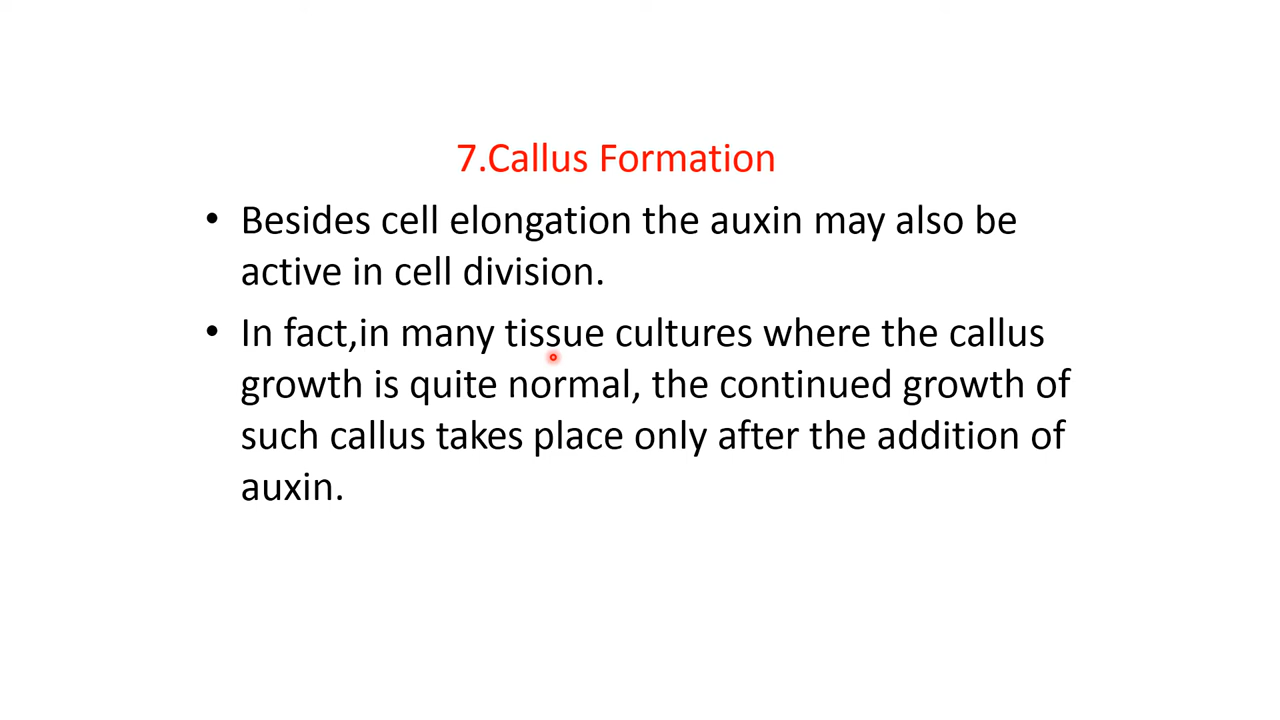 7.Callus Formation
• Besides cell elongation the auxin may also be
active in cell division.
• In fact,in many tissue cultures where the callus
growth is quite normal, the continued growth of
such callus takes place only after the addition of
auxin.